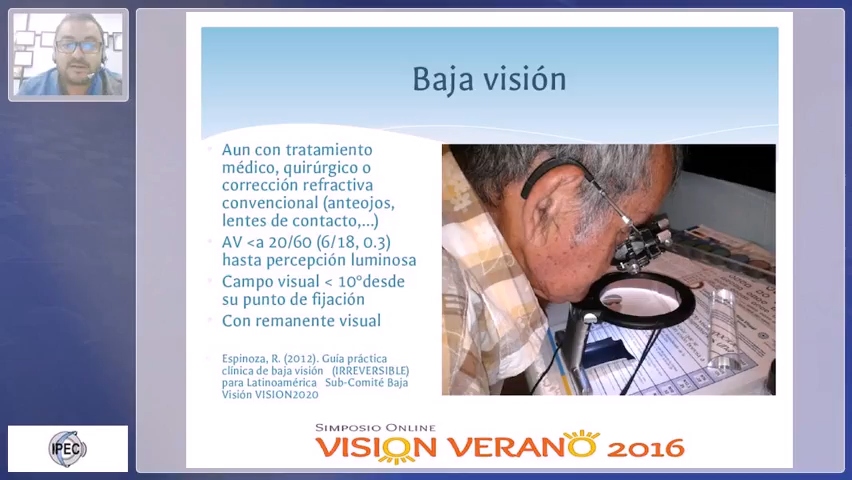 Baja visión
Aun con tratamiento
médico, quirúrgico o
corrección refractiva
convencional (anteojos,
lentes de contacto,...)
AV <a 20/60 (6/18, 0.3)
hasta percepción luminosa
Campo visual < 10°desde
su punto de fijación
Con remanente visual
Espinoza, R. (2012). Guía práctica
clínica de baja visión (IRREVERSIBLE)
para Latinoamérica Sub-Comité Baja
Visión VISION2020
SIMPOSIO ONLINE
VISION VERANO 2016
IPEC